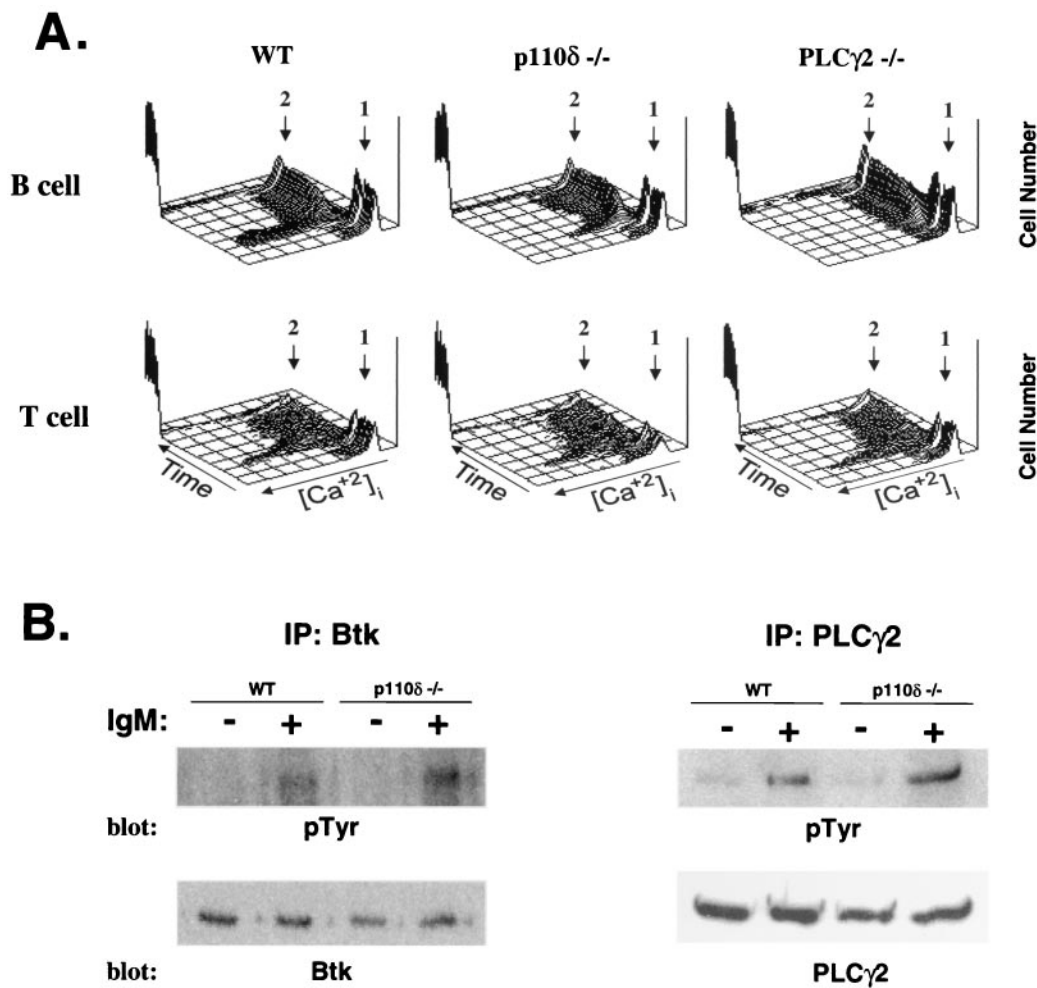 A.
WT p110δ -/- PLCγ2 -/-
2 1 2 1 2 1
B cell Cell Number
2 1 2 1 2 1
T cell Cell Number
Time [Ca+2]i Time [Ca+2]i Time [Ca+2]i
B.
IP: Btk IP: PLCγ2
WT p110δ -/- WT p110δ -/-
IgM: - + - + - + - +
blot: pTyr pTyr
blot: Btk PLCγ2